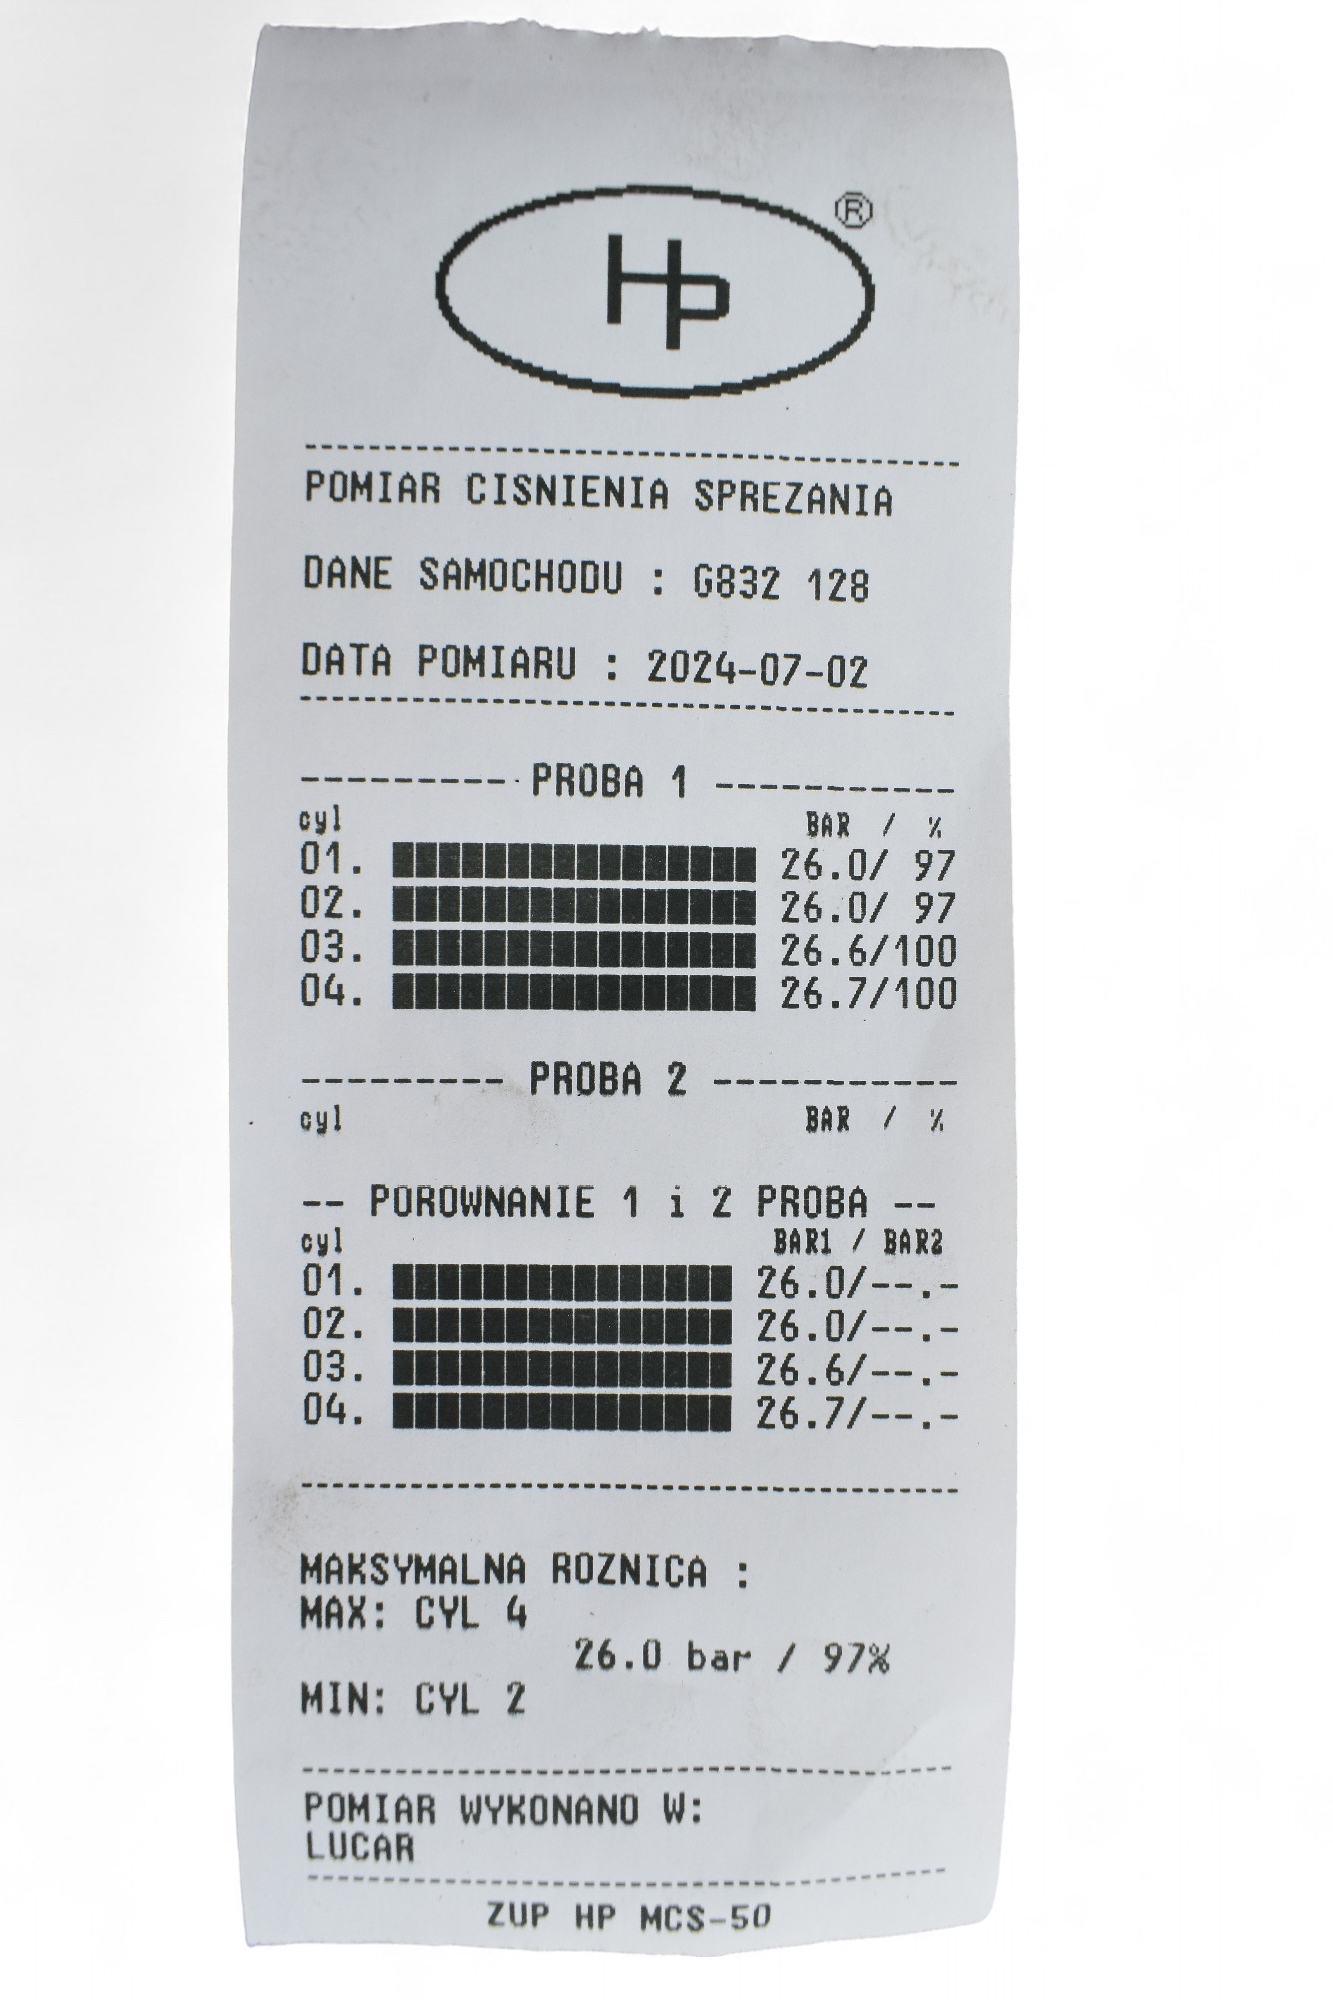 HP ®
POMIAR CISNIENIA SPREZANIA
DANE SAMOCHODU : G832 128
DATA POMIARU : 2024-07-02
--------- PROBA 1 -----------
cyl BAR / %
01. 26.0/ 97
02. 26.0/ 97
03. 26.6/100
04. 26.7/100
--------- PROBA 2 -----------
cyl BAR / %
-- POROWNANIE 1 i 2 PROBA --
cyl BAR1 / BAR2
01. 26.0/--.-
02. 26.0/--.-
03. 26.6/--.-
04. 26.7/--.-
MAKSYMALNA ROZNICA :
MAX: CYL 4
26.0 bar / 97%
MIN: CYL 2
POMIAR WYKONANO W:
LUCAR
ZUP HP MCS-50